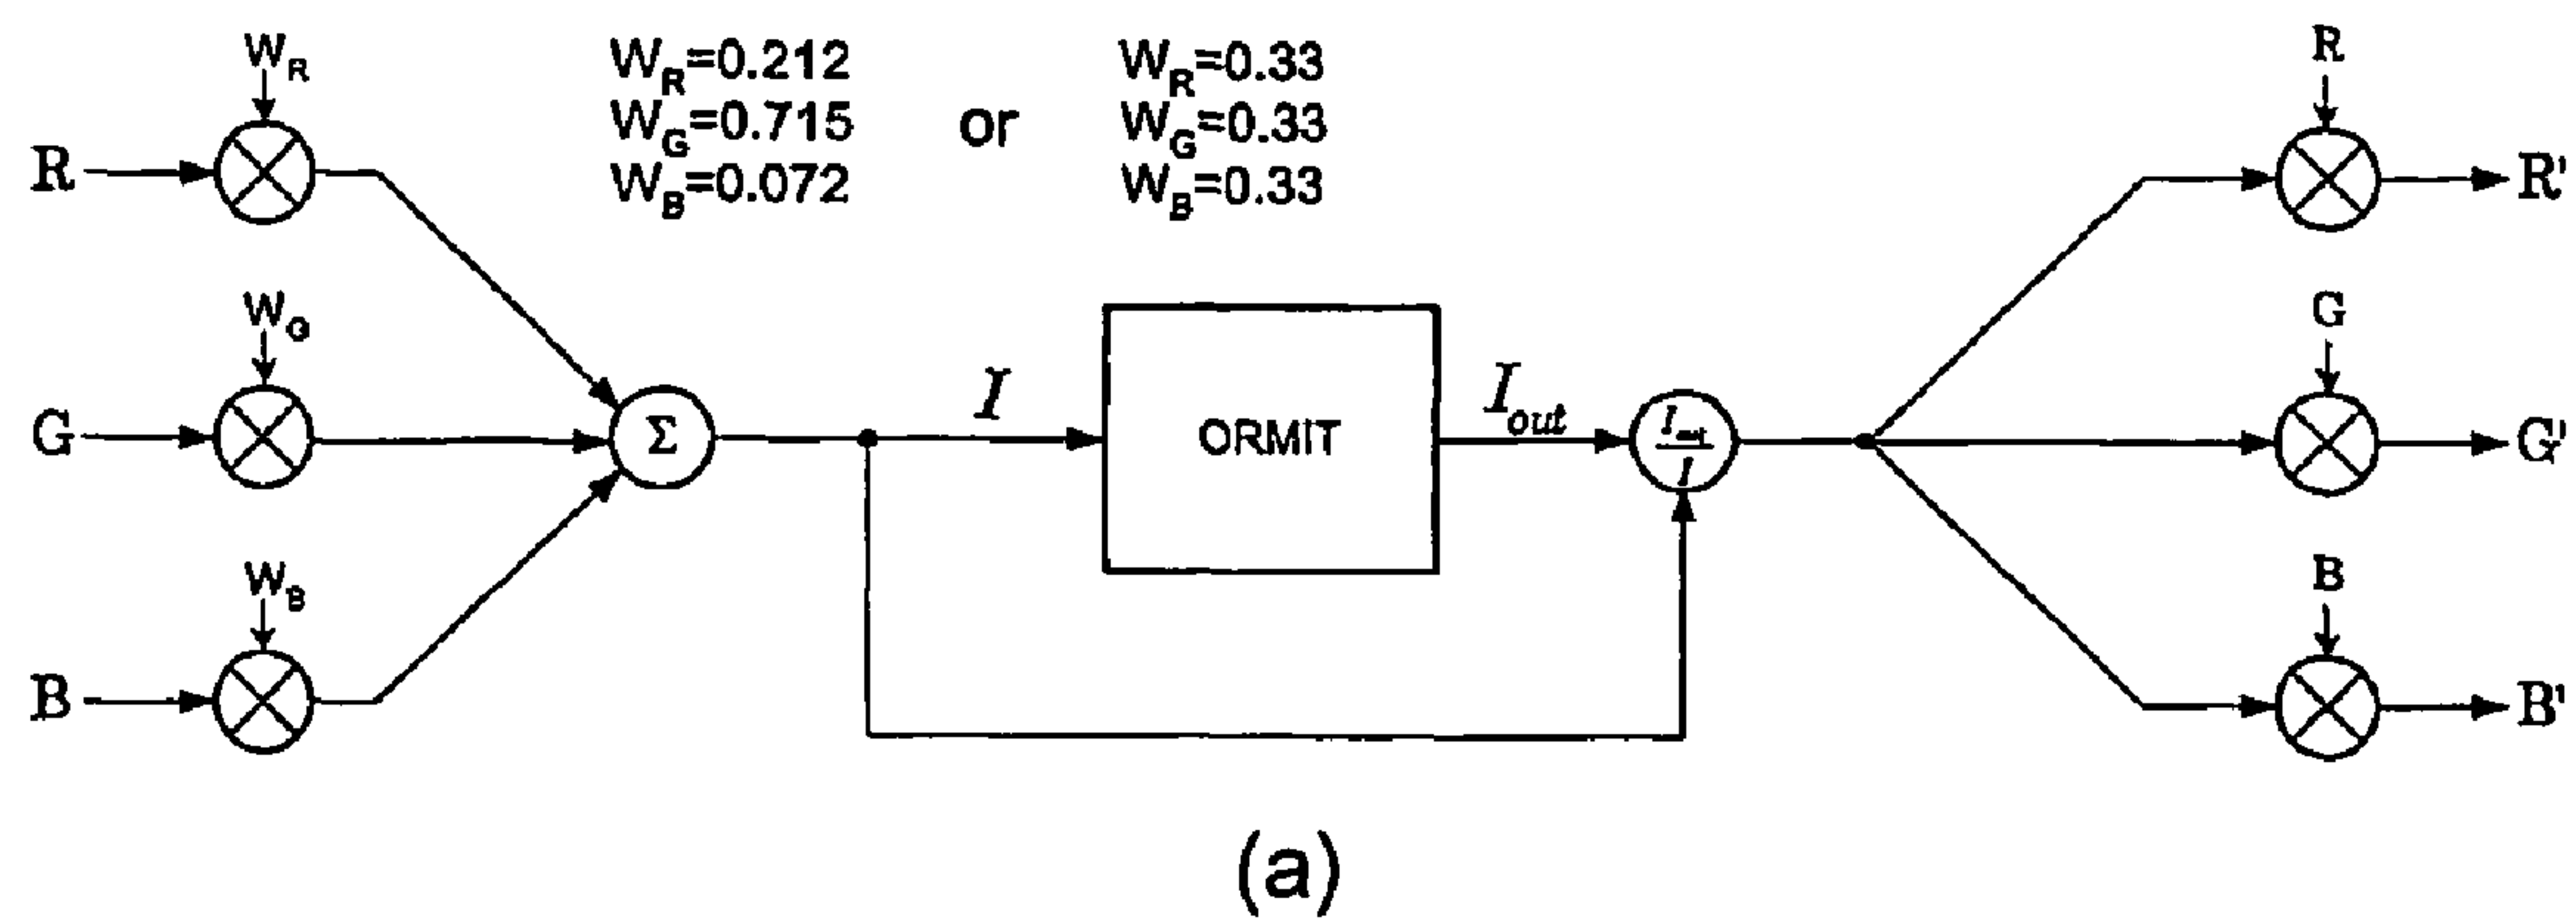 W_R
W_R=0.212
W_G=0.715
W_B=0.072
or
W_R=0.33
W_G=0.33
W_B=0.33
R
R
R'
W_G
G
Σ
I
ORMIT
I_out
I_out
I
G
G'
W_B
B
B
B'
(a)